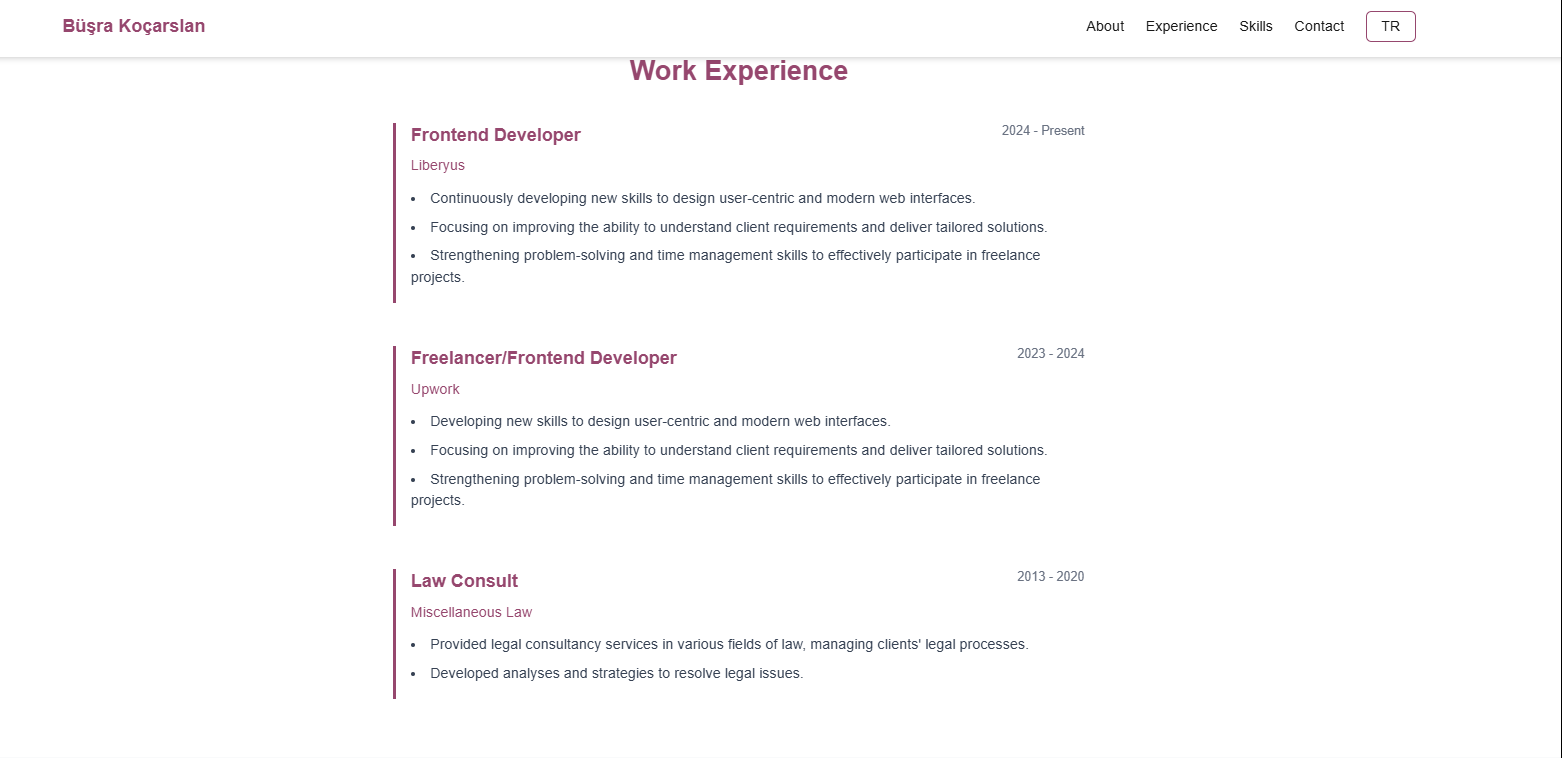 Büşra Koçarslan
About Experience Skills Contact TR
Work Experience
Frontend Developer 2024 - Present
Liberyus
• Continuously developing new skills to design user-centric and modern web interfaces.
• Focusing on improving the ability to understand client requirements and deliver tailored solutions.
• Strengthening problem-solving and time management skills to effectively participate in freelance
projects.
Freelancer/Frontend Developer 2023 - 2024
Upwork
• Developing new skills to design user-centric and modern web interfaces.
• Focusing on improving the ability to understand client requirements and deliver tailored solutions.
• Strengthening problem-solving and time management skills to effectively participate in freelance
projects.
Law Consult 2013 - 2020
Miscellaneous Law
• Provided legal consultancy services in various fields of law, managing clients' legal processes.
• Developed analyses and strategies to resolve legal issues.